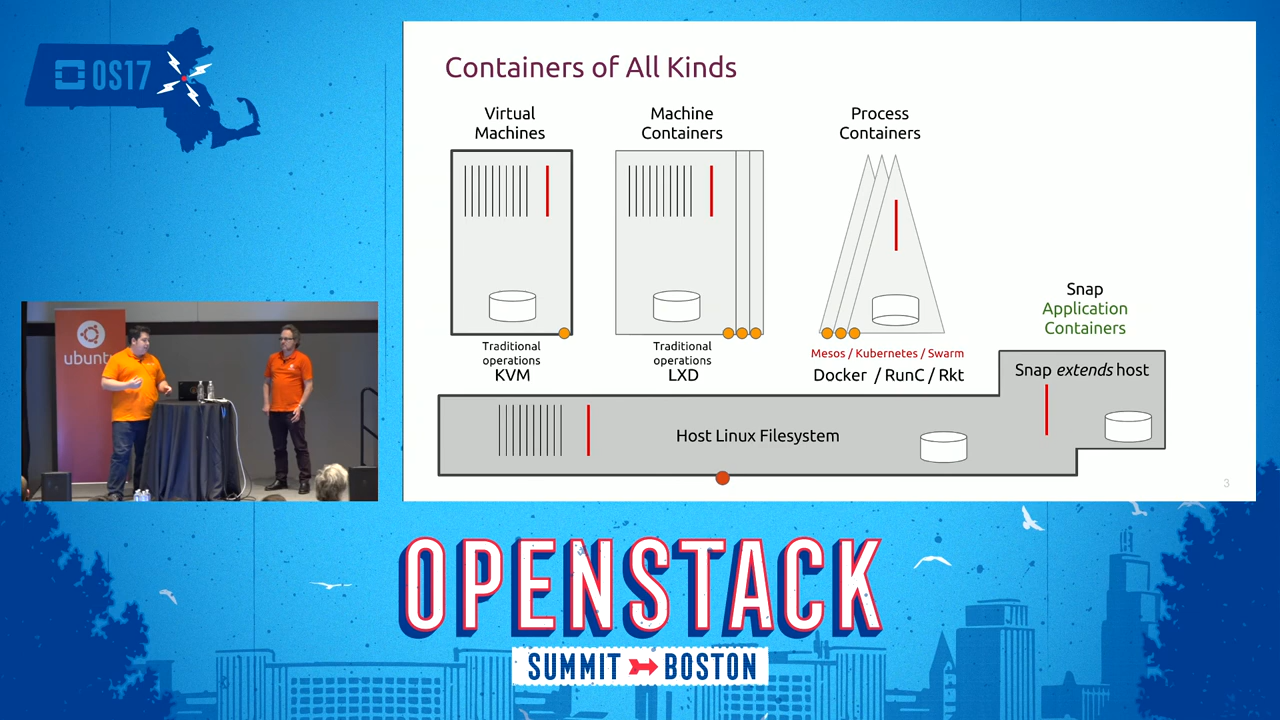 OS17
Containers of All Kinds
Virtual
Machines
Machine
Containers
Process
Containers
Snap
Application
Containers
Traditional
operations
KVM
Traditional
operations
LXD
Mesos / Kubernetes / Swarm
Docker / RunC / Rkt
Snap extends host
Host Linux Filesystem
3
ubuntu
OPENSTACK
SUMMIT BOSTON